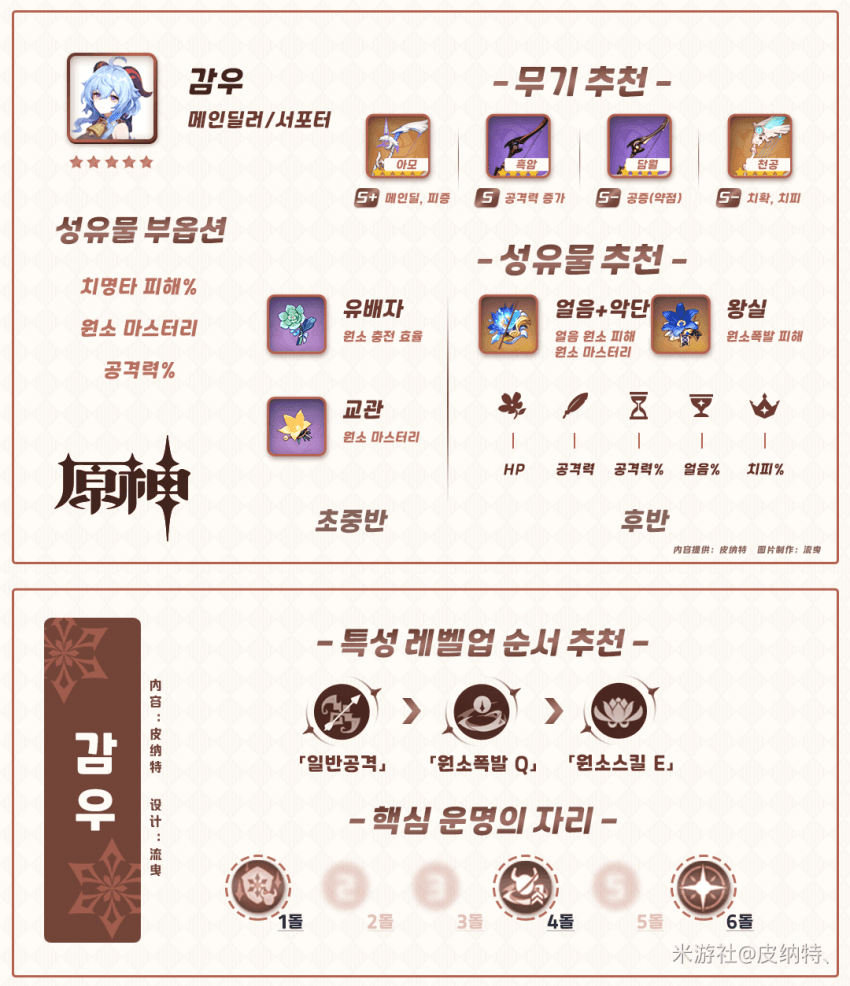 감우
메인딜러/서포터
- 무기 추천 -
아모
흑암
담월
천공
S+ 메인딜, 피증
S 공격력 증가
S- 공증(약점)
S- 치확, 치피
성유물 부옵션
치명타 피해%
원소 마스터리
공격력%
- 성유물 추천 -
유배자
원소 충전 효율
교관
원소 마스터리
초중반
얼음+악단
얼음 원소 피해
원소 마스터리
왕실
원소폭발 피해
HP
공격력
공격력%
얼음%
치피%
후반
原神
内容提供：皮纳特 图片制作：流曳
감우
内容：皮纳特 设计：流曳
- 특성 레벨업 순서 추천 -
「일반공격」
「원소폭발 Q」
「원소스킬 E」
- 핵심 운명의 자리 -
2
3
5
1돌
2돌
3돌
4돌
5돌
6돌
米游社@皮纳特、